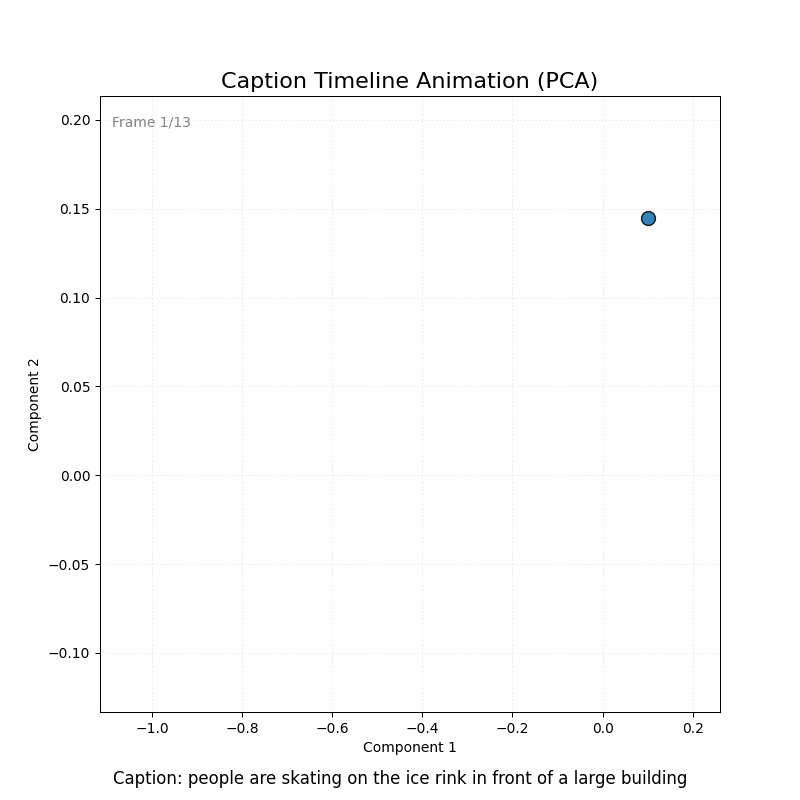 Caption Timeline Animation (PCA)
Frame 1/13
0.20
0.15
0.10
0.05
0.00
−0.05
−0.10
Component 2
−1.0 −0.8 −0.6 −0.4 −0.2 0.0 0.2
Component 1
Caption: people are skating on the ice rink in front of a large building